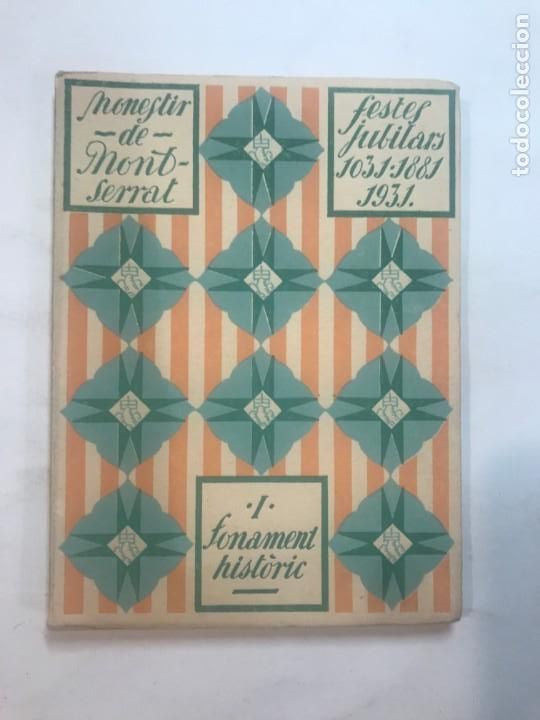 Monestir
-de-
Mont-
serrat
festes
jubilars
1031·1881
1931.
·I·
fonament
històric
todocoleccion